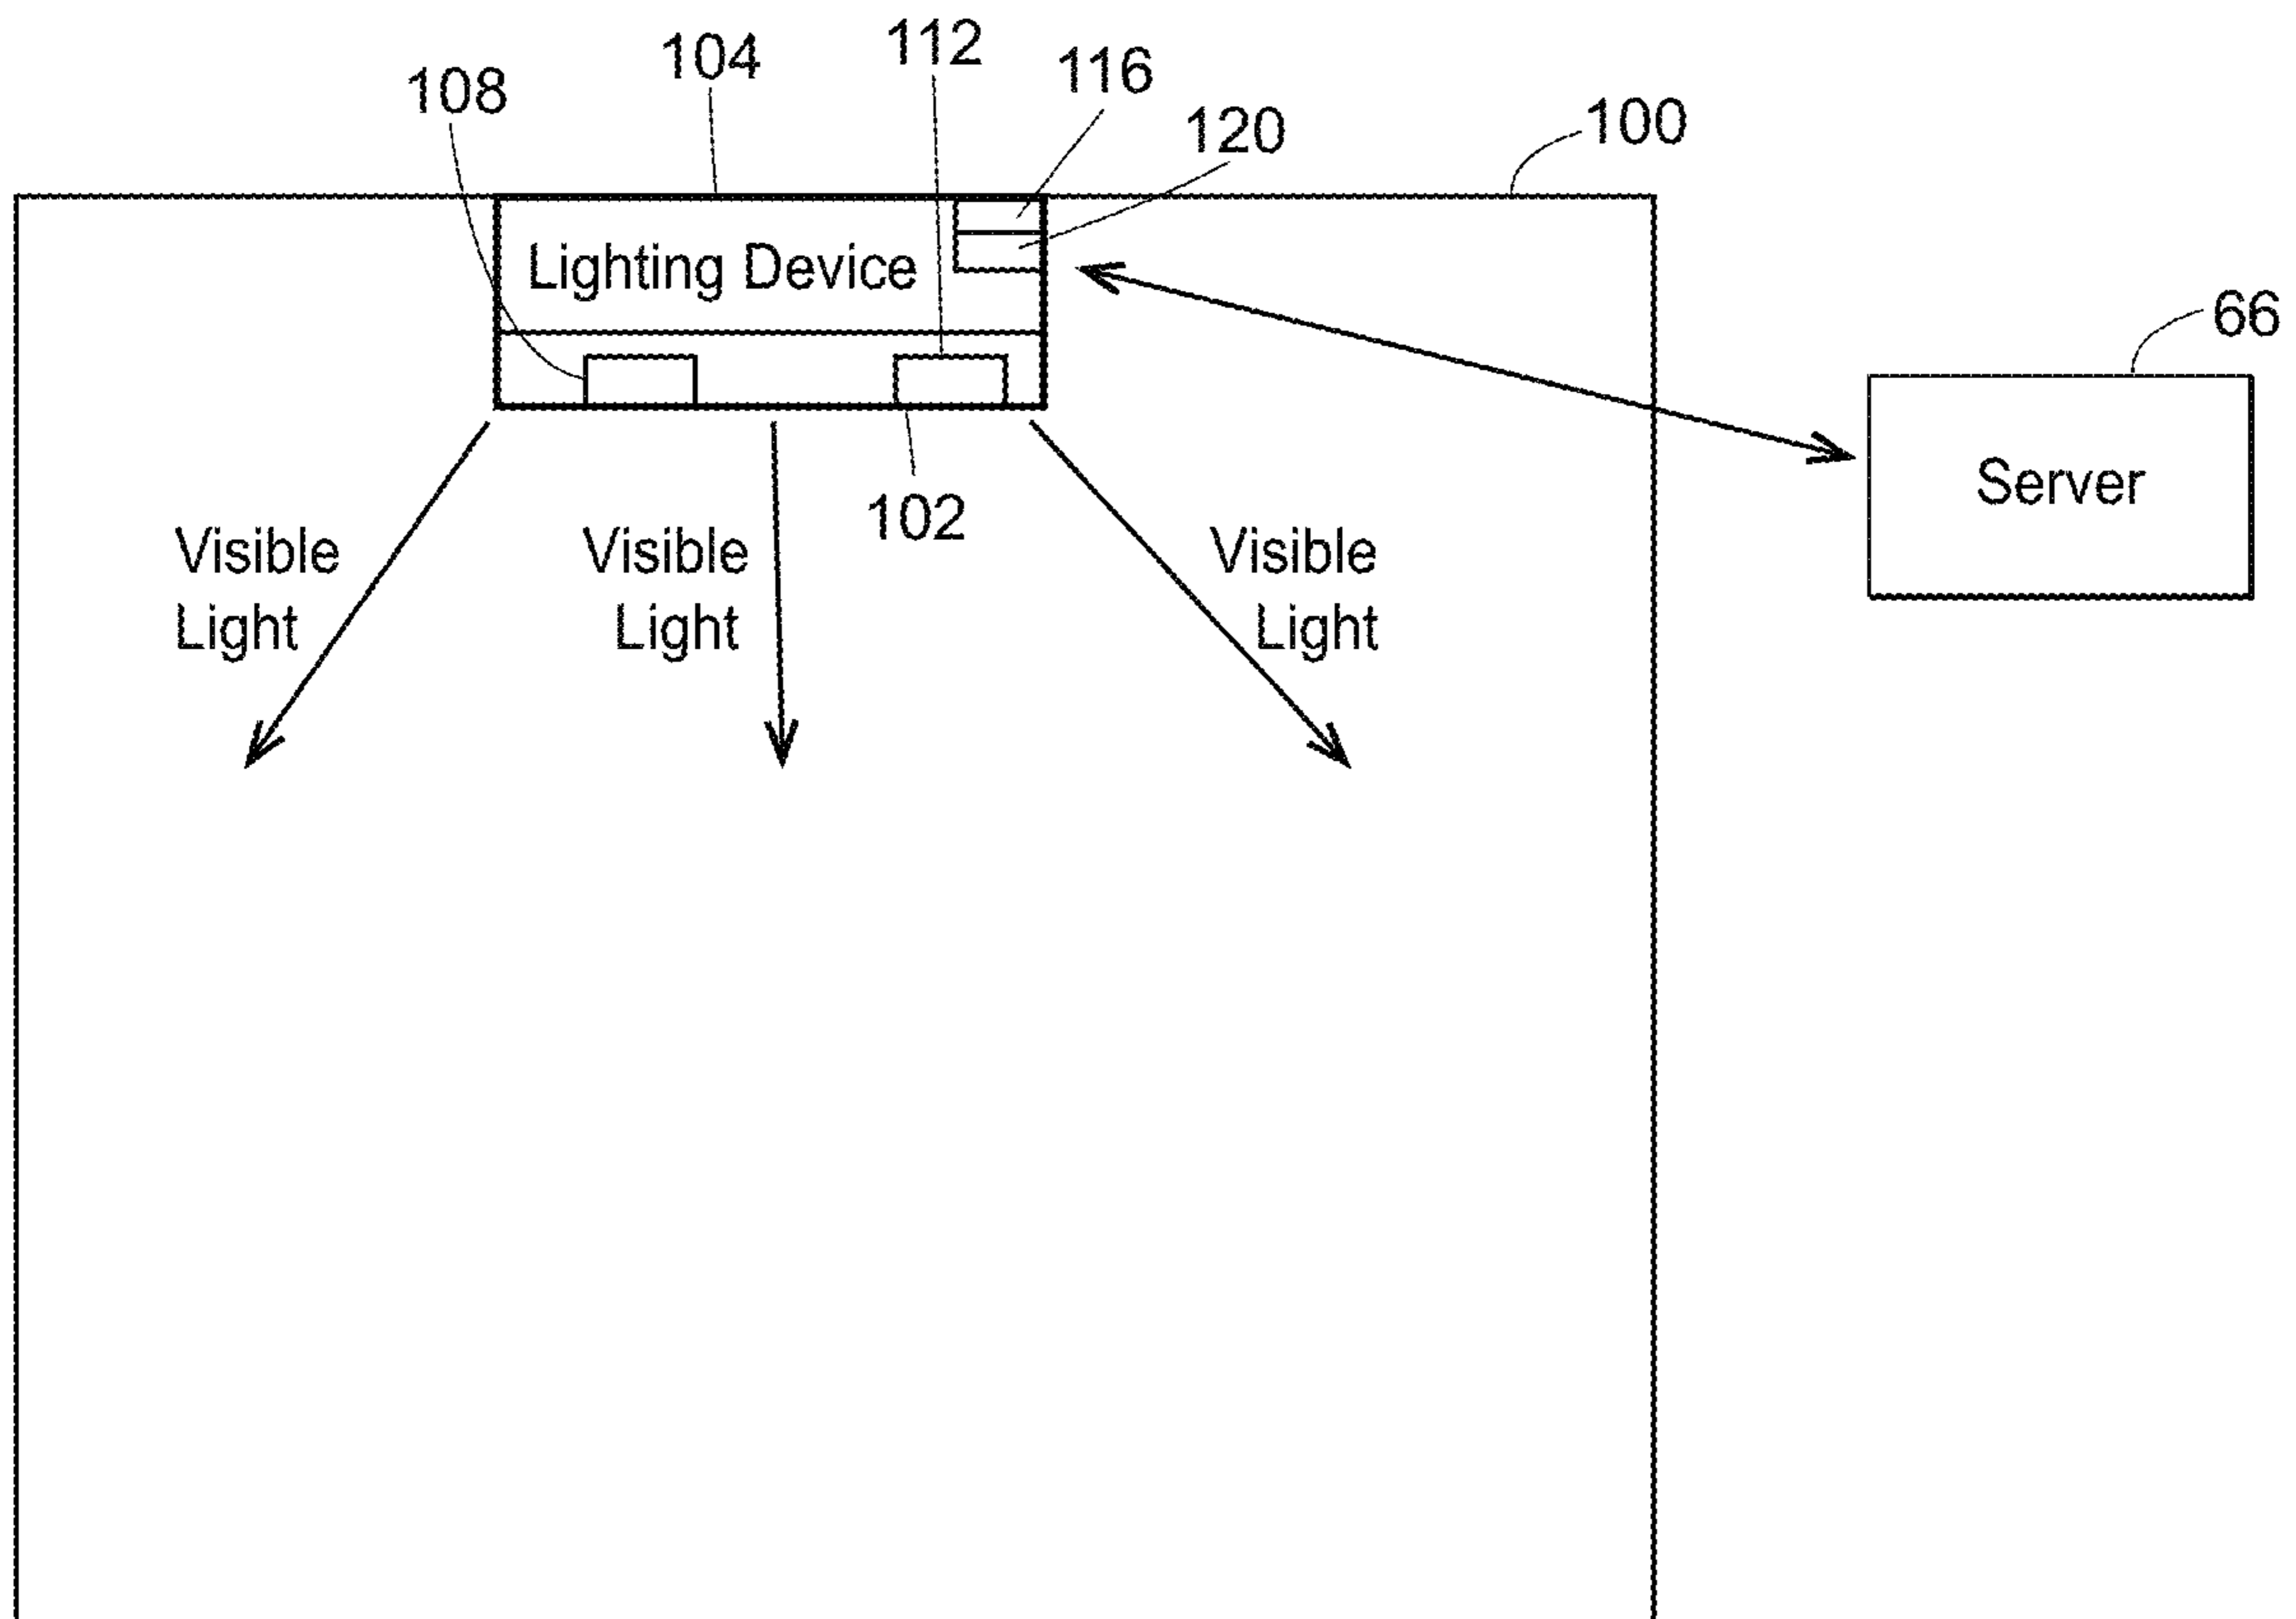 112
104
116
108
120
100
Lighting Device
66
Server
102
Visible
Light
Visible
Light
Visible
Light